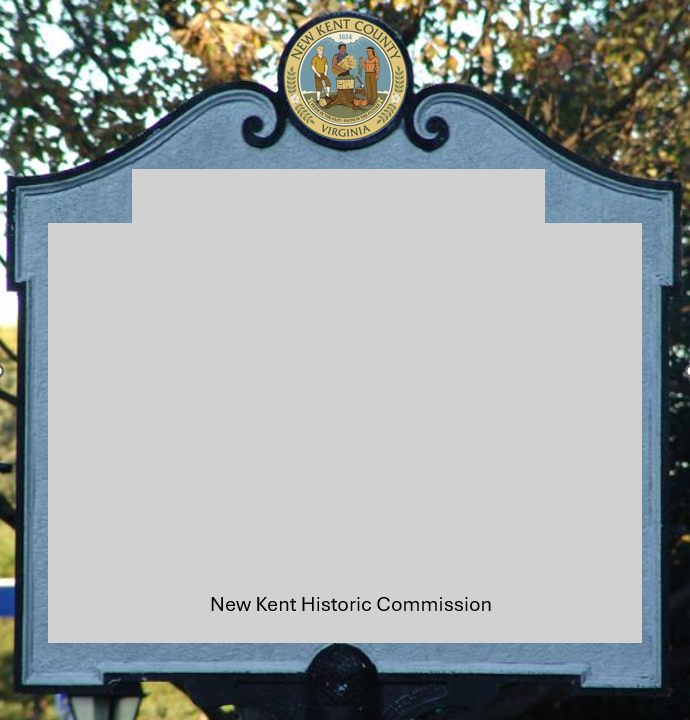 NEW KENT COUNTY
1654
VIRGINIA
New Kent Historic Commission